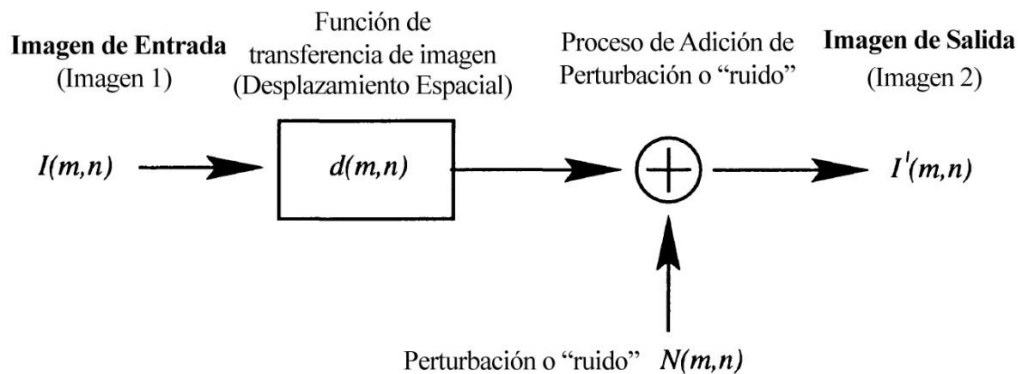 Imagen de Entrada
(Imagen 1)
Función de
transferencia de imagen
(Desplazamiento Espacial)
Proceso de Adición de
Perturbación o “ruido”
Imagen de Salida
(Imagen 2)
I(m,n)
d(m,n)
I'(m,n)
Perturbación o “ruido” N(m,n)